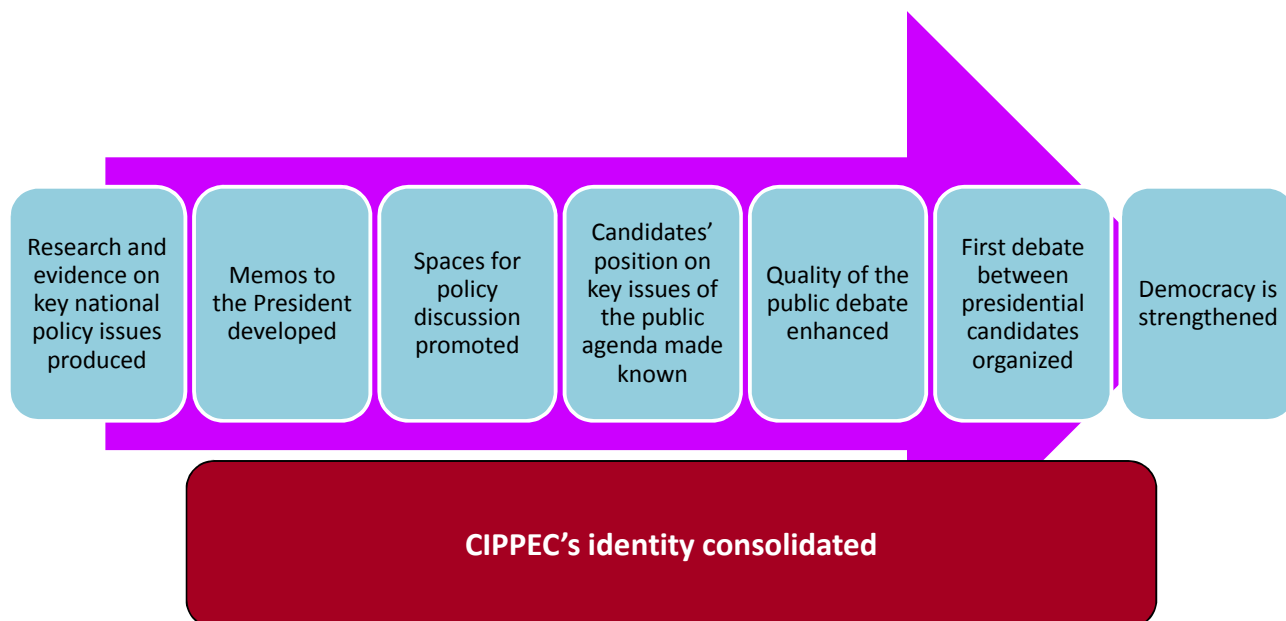 Research and
evidence on
key national
policy issues
produced
Memos to
the President
developed
Spaces for
policy
discussion
promoted
Candidates’
position on
key issues of
the public
agenda made
known
Quality of the
public debate
enhanced
First debate
between
presidential
candidates
organized
Democracy is
strengthened
CIPPEC’s identity consolidated